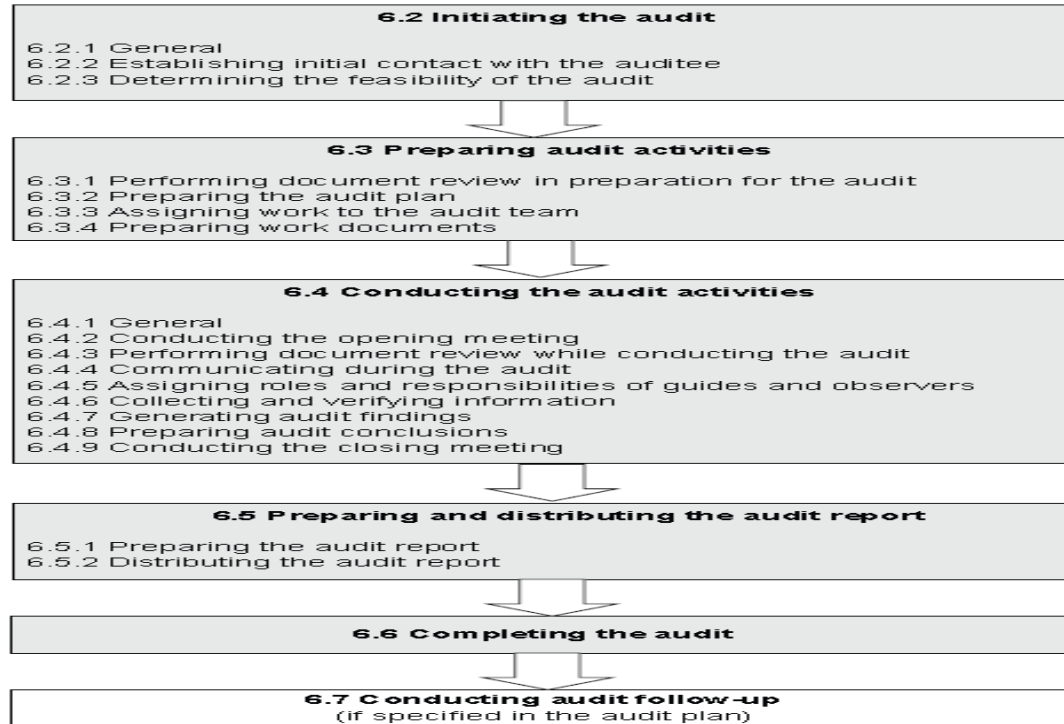 6.2 Initiating the audit
6.2.1 General
6.2.2 Establishing initial contact with the auditee
6.2.3 Determining the feasibility of the audit
6.3 Preparing audit activities
6.3.1 Performing document review in preparation for the audit
6.3.2 Preparing the audit plan
6.3.3 Assigning work to the audit team
6.3.4 Preparing work documents
6.4 Conducting the audit activities
6.4.1 General
6.4.2 Conducting the opening meeting
6.4.3 Performing document review while conducting the audit
6.4.4 Communicating during the audit
6.4.5 Assigning roles and responsibilities of guides and observers
6.4.6 Collecting and verifying information
6.4.7 Generating audit findings
6.4.8 Preparing audit conclusions
6.4.9 Conducting the closing meeting
6.5 Preparing and distributing the audit report
6.5.1 Preparing the audit report
6.5.2 Distributing the audit report
6.6 Completing the audit
6.7 Conducting audit follow-up
(if specified in the audit plan)